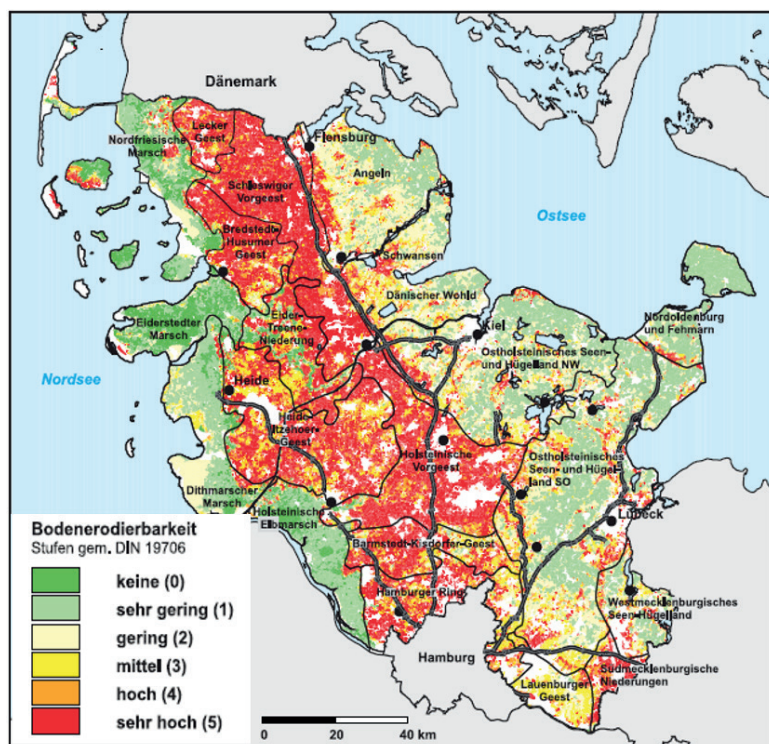 Dänemark
Flensburg
Lecker
Geest
Nordfriesische
Marsch
Angeln
Schleswiger
Vorgeest
Ostsee
Bredstedt-
Husumer
Geest
Schwansen
Dänischer Wohld
Eiderstedter
Marsch
Eider-
Treene-
Niederung
Kiel
Nordoldenburg
und Fehmarn
Ostholsteinisches Seen-
und Hügelland NW
Nordsee
Heide
Heide-
Itzehoer-
Geest
Holsteinische
Vorgeest
Ostholsteinisches
Seen- und Hügel-
land SO
Dithmarscher
Marsch
Holsteinische
Elbmarsch
Lübeck
Barmstedt-Kisdorfer-Geest
Hamburger Ring
Westmecklenburgisches
Seen-Hügelland
Hamburg
Südmecklenburgische
Niederungen
Lauenburger
Geest
Bodenerodierbarkeit
Stufen gem. DIN 19706
keine (0)
sehr gering (1)
gering (2)
mittel (3)
hoch (4)
sehr hoch (5)
0 20 40 km